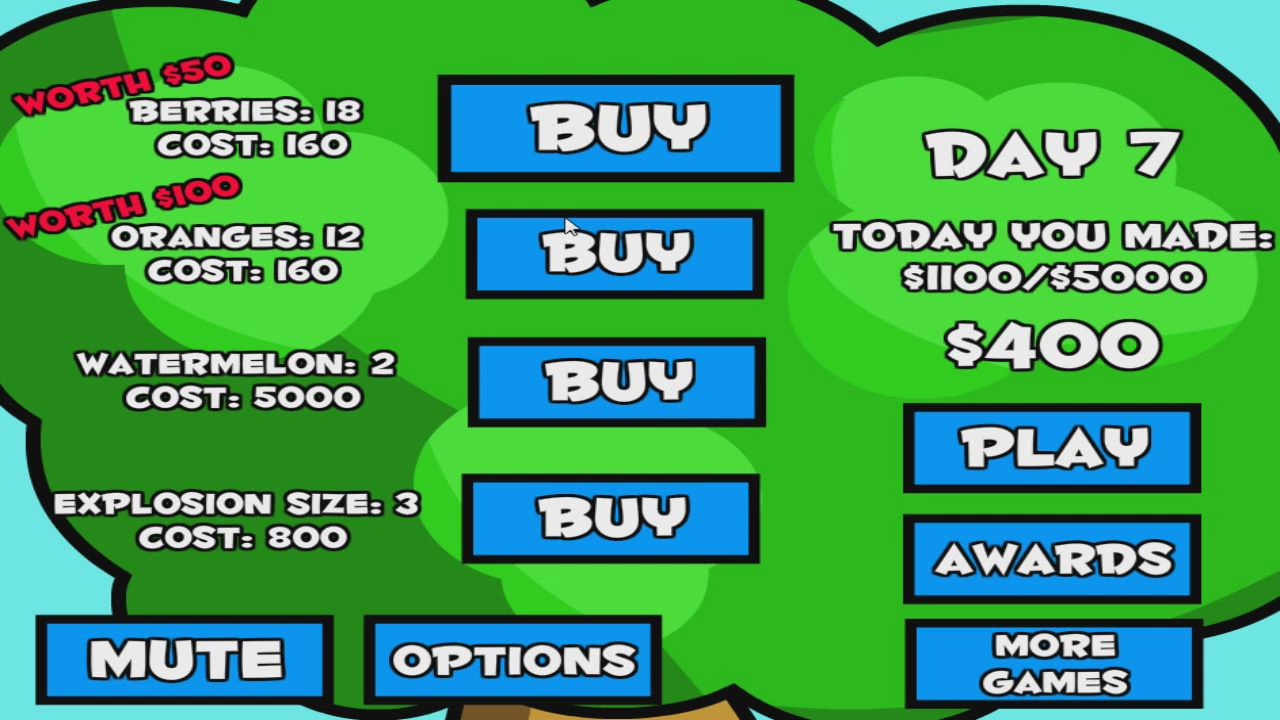 WORTH $50
BERRIES: 18
COST: 160
BUY
WORTH $100
ORANGES: 12
COST: 160
BUY
WATERMELON: 2
COST: 5000
BUY
EXPLOSION SIZE: 3
COST: 800
BUY
MUTE
OPTIONS
DAY 7
TODAY YOU MADE:
$1100/$5000
$400
PLAY
AWARDS
MORE
GAMES